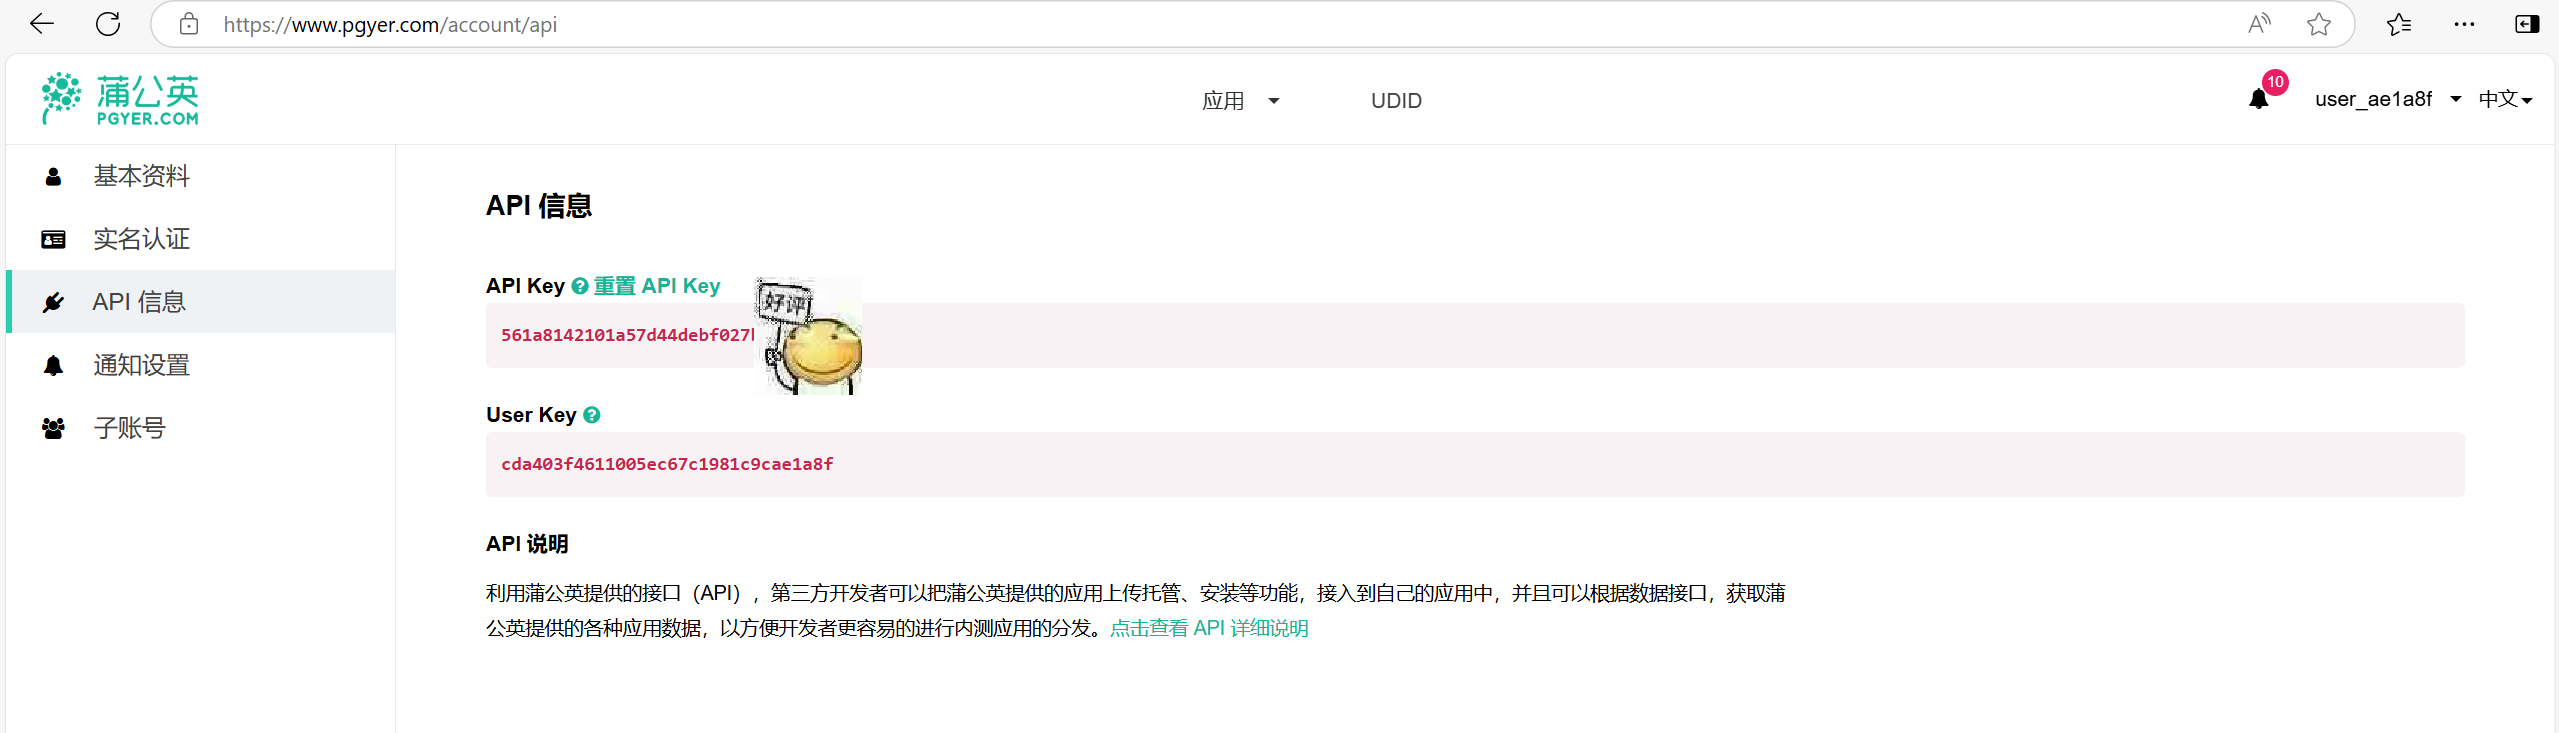 https://www.pgyer.com/account/api
蒲公英
PGYER.COM
应用
UDID
10
user_ae1a8f
中文
基本资料
实名认证
API 信息
通知设置
子账号
API 信息
API Key 重置 API Key
好评
561a8142101a57d44debf027
User Key
cda403f4611005ec67c1981c9cae1a8f
API 说明
利用蒲公英提供的接口（API），第三方开发者可以把蒲公英提供的应用上传托管、安装等功能，接入到自己的应用中，并且可以根据数据接口，获取蒲
公英提供的各种应用数据，以方便开发者更容易的进行内测应用的分发。点击查看 API 详细说明